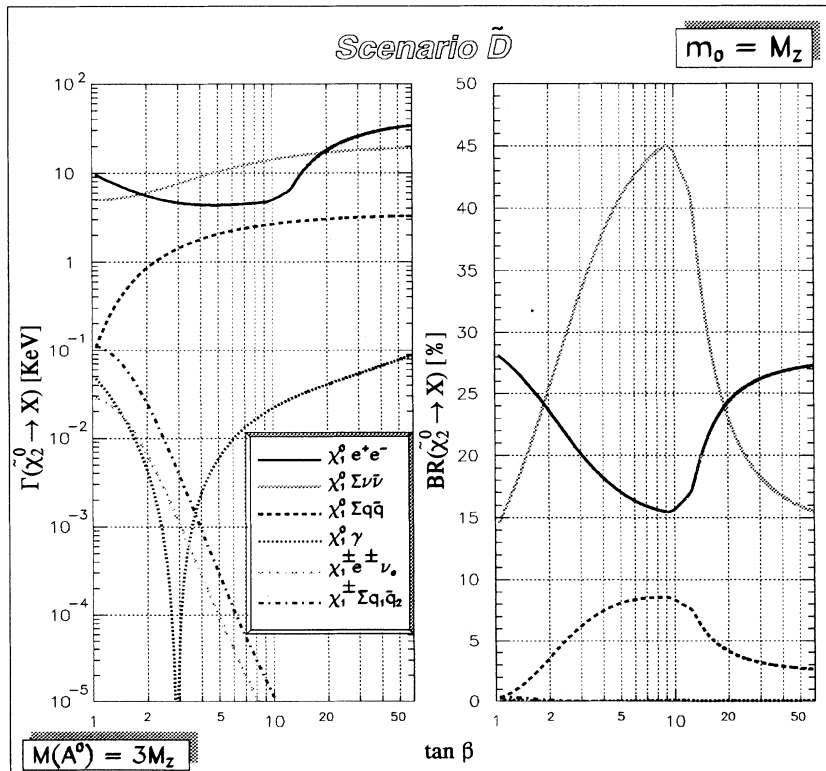 Scenario D̃
m₀ = M_Z
Γ(χ̃₂⁰ → X) [KeV]
10²
10
1
10⁻¹
10⁻²
10⁻³
10⁻⁴
10⁻⁵
1 2 5 10 20 50
χ₁⁰ e⁺e⁻
χ₁⁰ Σνν̄
χ₁⁰ Σqq̄
χ₁⁰ γ
χ₁± e± νₑ
χ₁± Σq₁q̄₂
BR(χ̃₂⁰ → X) [%]
50
45
40
35
30
25
20
15
10
5
0
1 2 5 10 20 50
M(A⁰) = 3M_Z
tan β